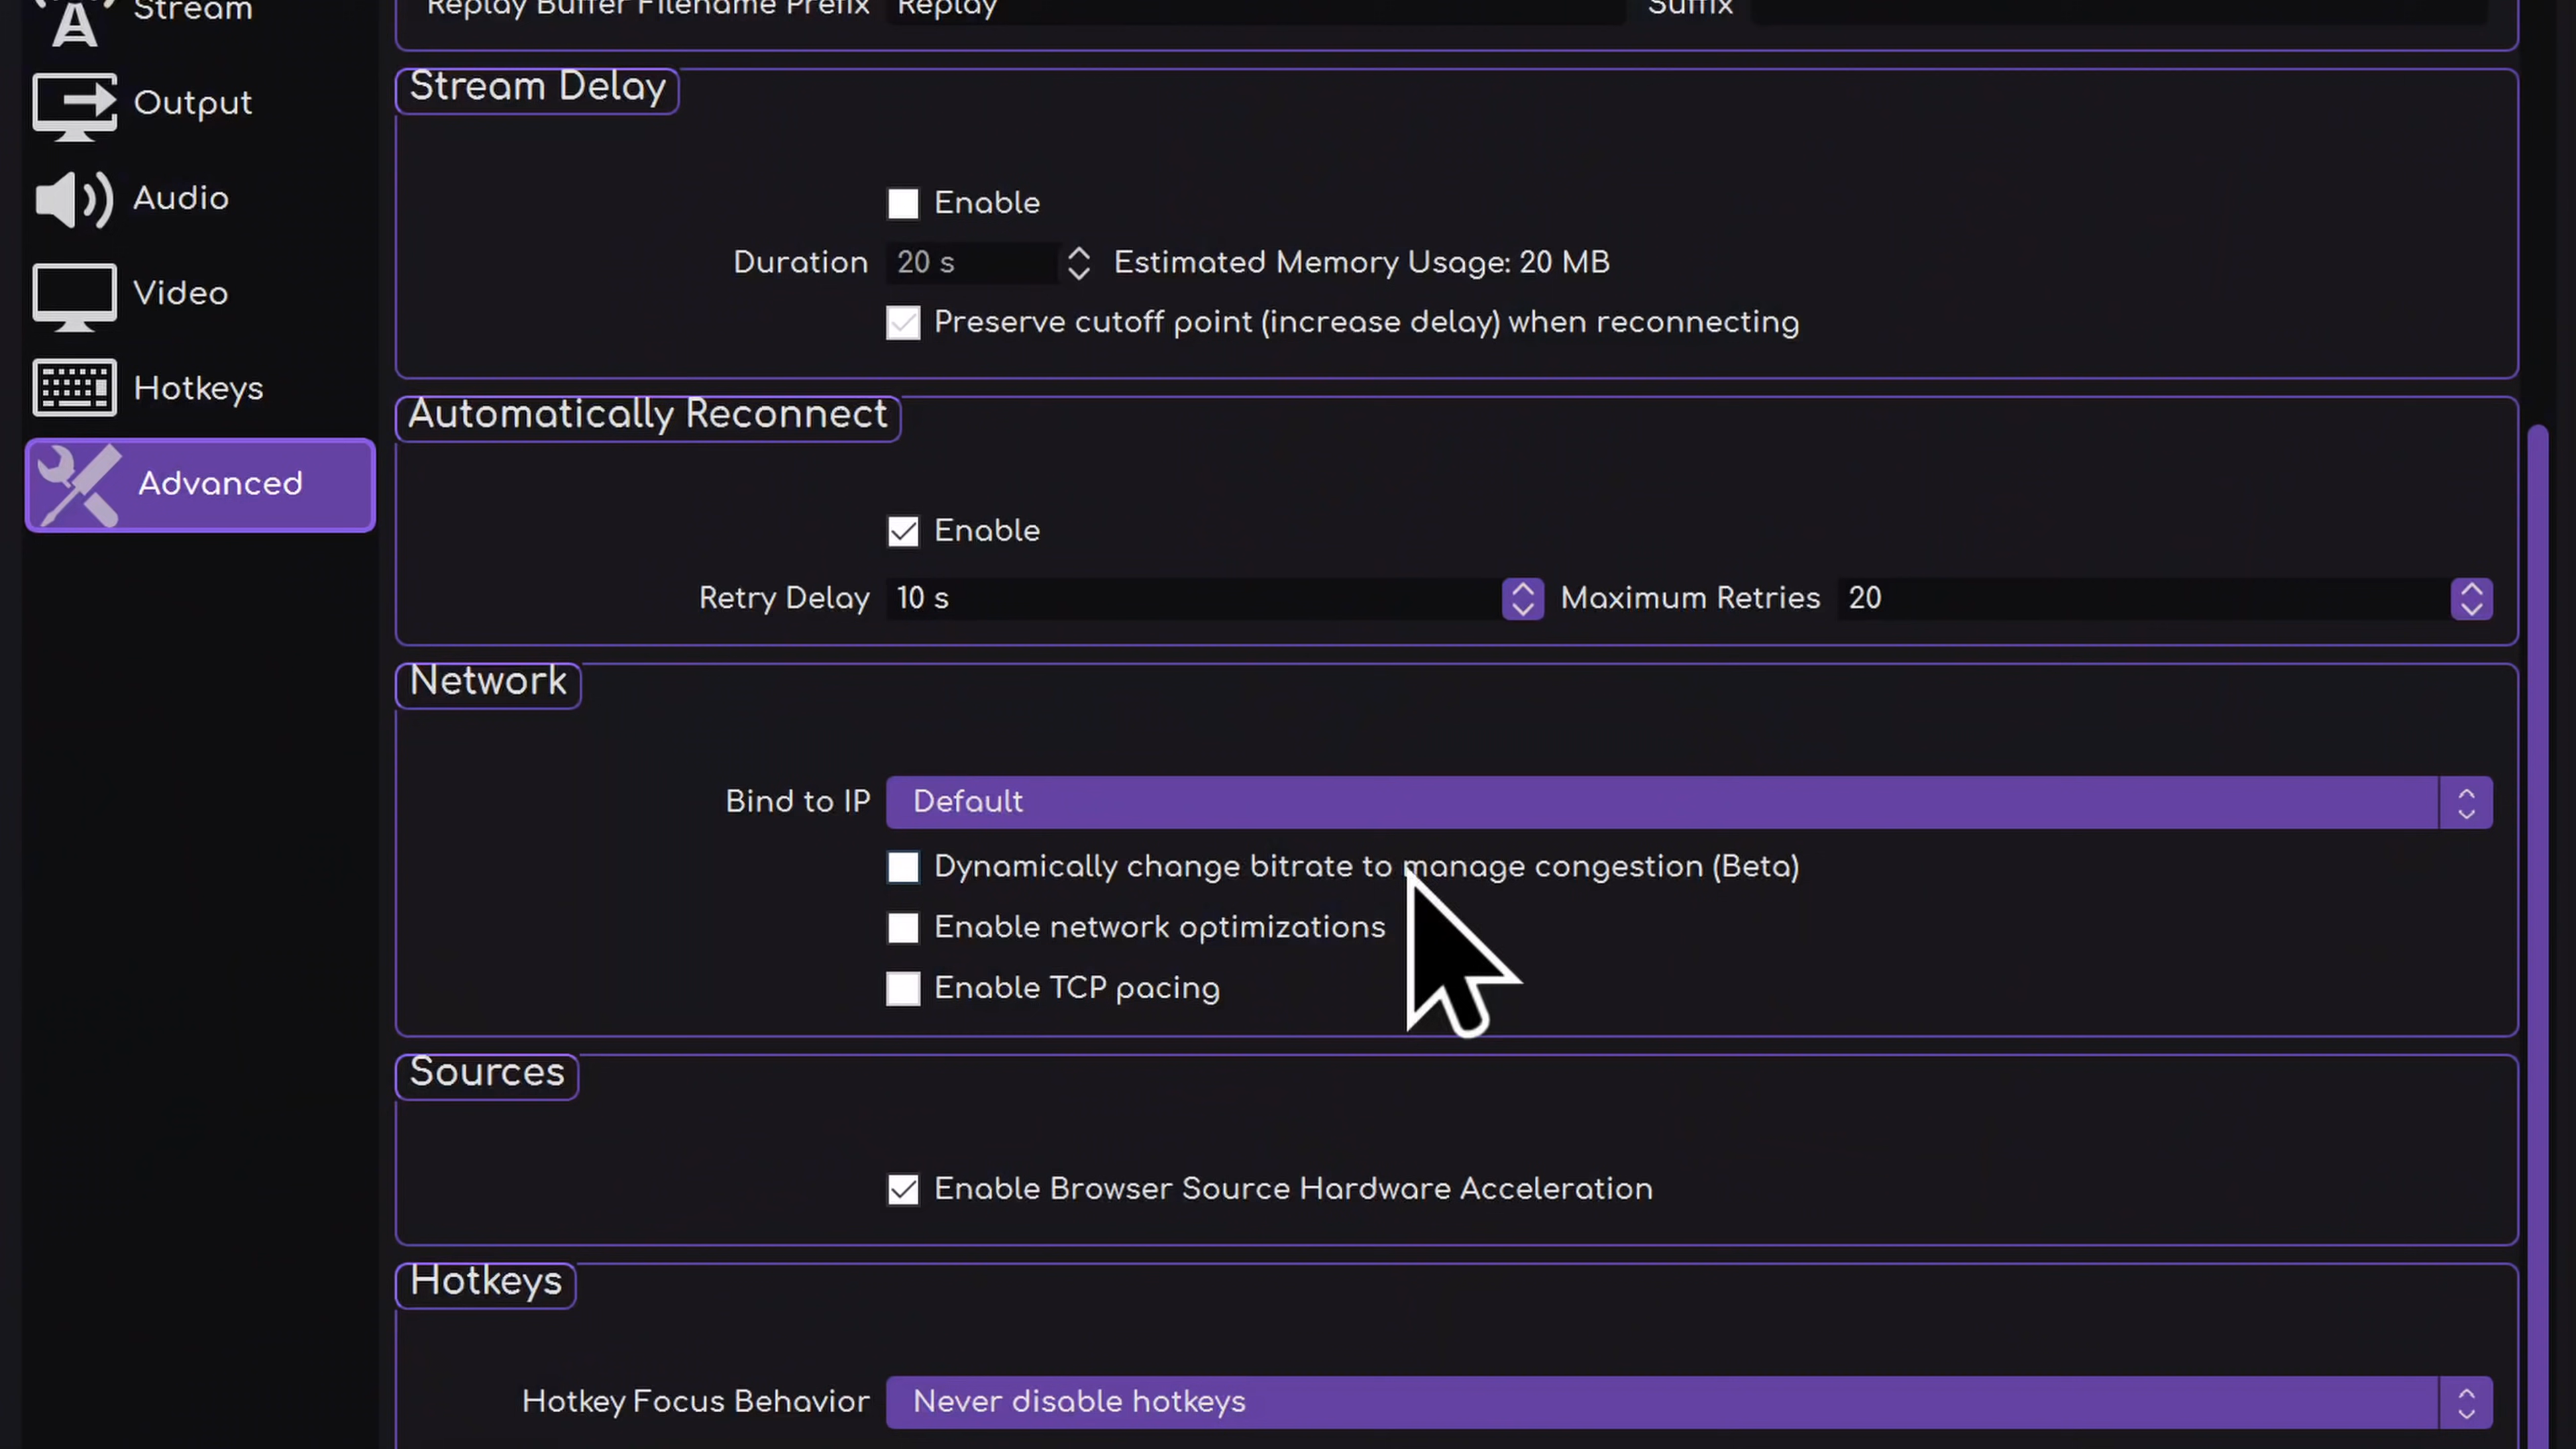 Stream
Output
Audio
Video
Hotkeys
Advanced
Replay Buffer Filename Prefix Replay Suffix
Stream Delay
Enable
Duration 20 s Estimated Memory Usage: 20 MB
Preserve cutoff point (increase delay) when reconnecting
Automatically Reconnect
Enable
Retry Delay 10 s Maximum Retries 20
Network
Bind to IP Default
Dynamically change bitrate to manage congestion (Beta)
Enable network optimizations
Enable TCP pacing
Sources
Enable Browser Source Hardware Acceleration
Hotkeys
Hotkey Focus Behavior Never disable hotkeys